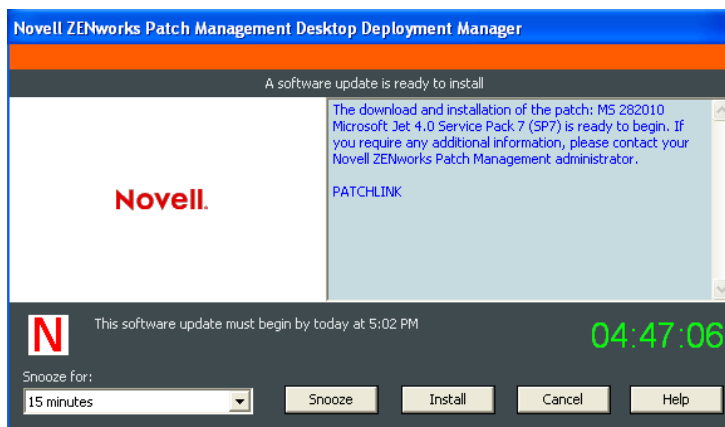 Novell ZENworks Patch Management Desktop Deployment Manager
A software update is ready to install
Novell.
The download and installation of the patch: MS 282010
Microsoft Jet 4.0 Service Pack 7 (SP7) is ready to begin. If
you require any additional information, please contact your
Novell ZENworks Patch Management administrator.
PATCHLINK
N
This software update must begin by today at 5:02 PM
04:47:06
Snooze for:
15 minutes
Snooze
Install
Cancel
Help